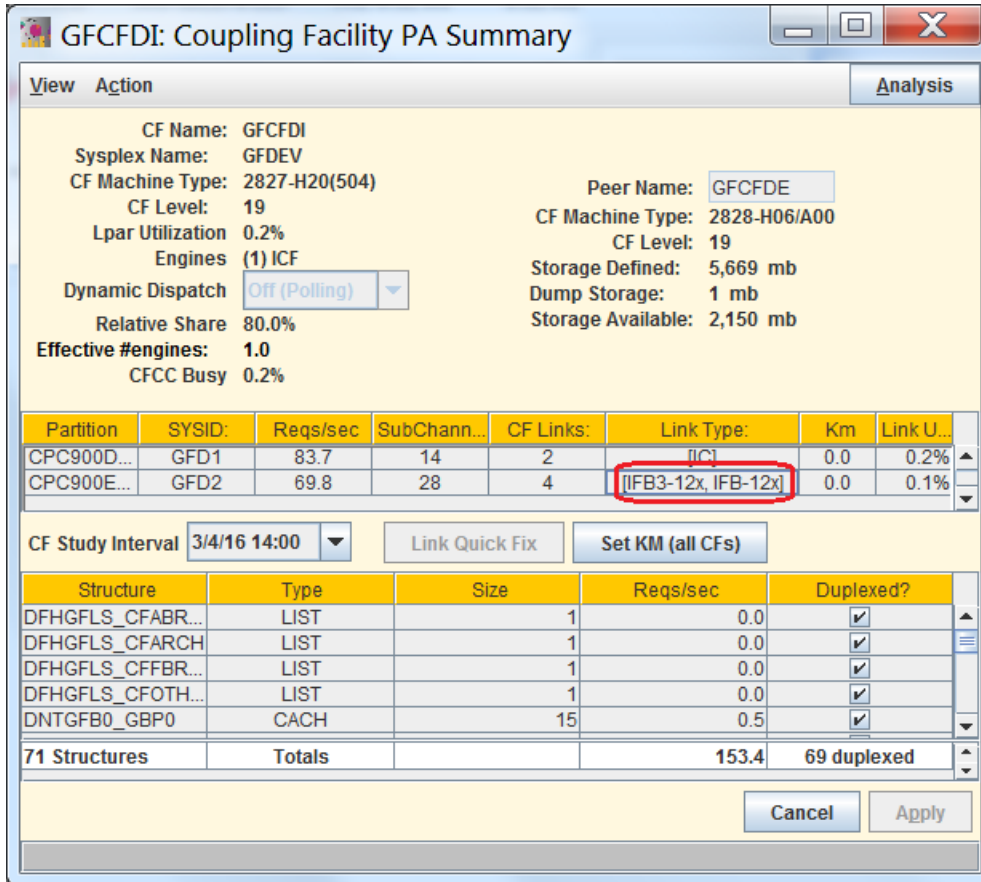 GFCFDI: Coupling Facility PA Summary
View Action Analysis
CF Name: GFCFDI
Sysplex Name: GFDEV
CF Machine Type: 2827-H20(504)
CF Level: 19
Lpar Utilization 0.2%
Engines (1) ICF
Dynamic Dispatch Off (Polling)
Relative Share 80.0%
Effective #engines: 1.0
CFCC Busy 0.2%
Peer Name: GFCFDE
CF Machine Type: 2828-H06/A00
CF Level: 19
Storage Defined: 5,669 mb
Dump Storage: 1 mb
Storage Available: 2,150 mb
Partition SYSID: Reqs/sec SubChann... CF Links: Link Type: Km Link U...
CPC900D... GFD1 83.7 14 2 [IC] 0.0 0.2%
CPC900E... GFD2 69.8 28 4 [IFB3-12x, IFB-12x] 0.0 0.1%
CF Study Interval 3/4/16 14:00 Link Quick Fix Set KM (all CFs)
Structure Type Size Reqs/sec Duplexed?
DFHGFLS_CFABR... LIST 1 0.0
DFHGFLS_CFARCH LIST 1 0.0
DFHGFLS_CFFBR... LIST 1 0.0
DFHGFLS_CFOTH... LIST 1 0.0
DNTGFB0_GBP0 CACH 15 0.5
71 Structures Totals 153.4 69 duplexed
Cancel Apply